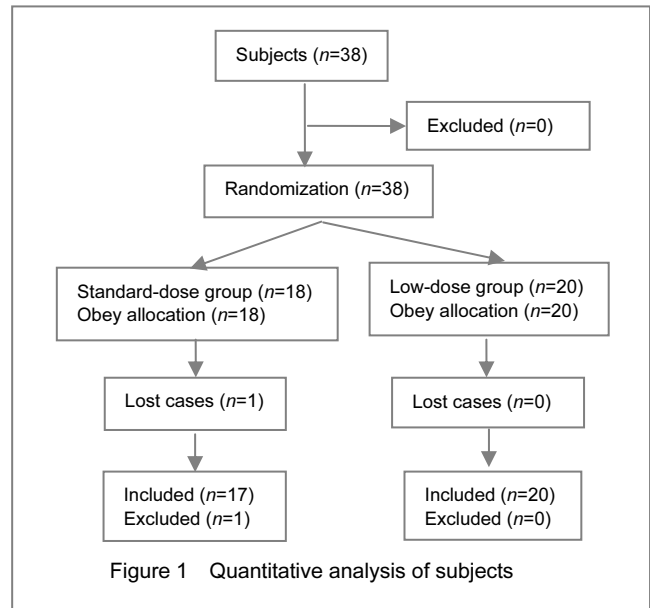 Subjects (n=38)
Excluded (n=0)
Randomization (n=38)
Standard-dose group (n=18)
Obey allocation (n=18)
Low-dose group (n=20)
Obey allocation (n=20)
Lost cases (n=1)
Lost cases (n=0)
Included (n=17)
Excluded (n=1)
Included (n=20)
Excluded (n=0)
Figure 1 Quantitative analysis of subjects